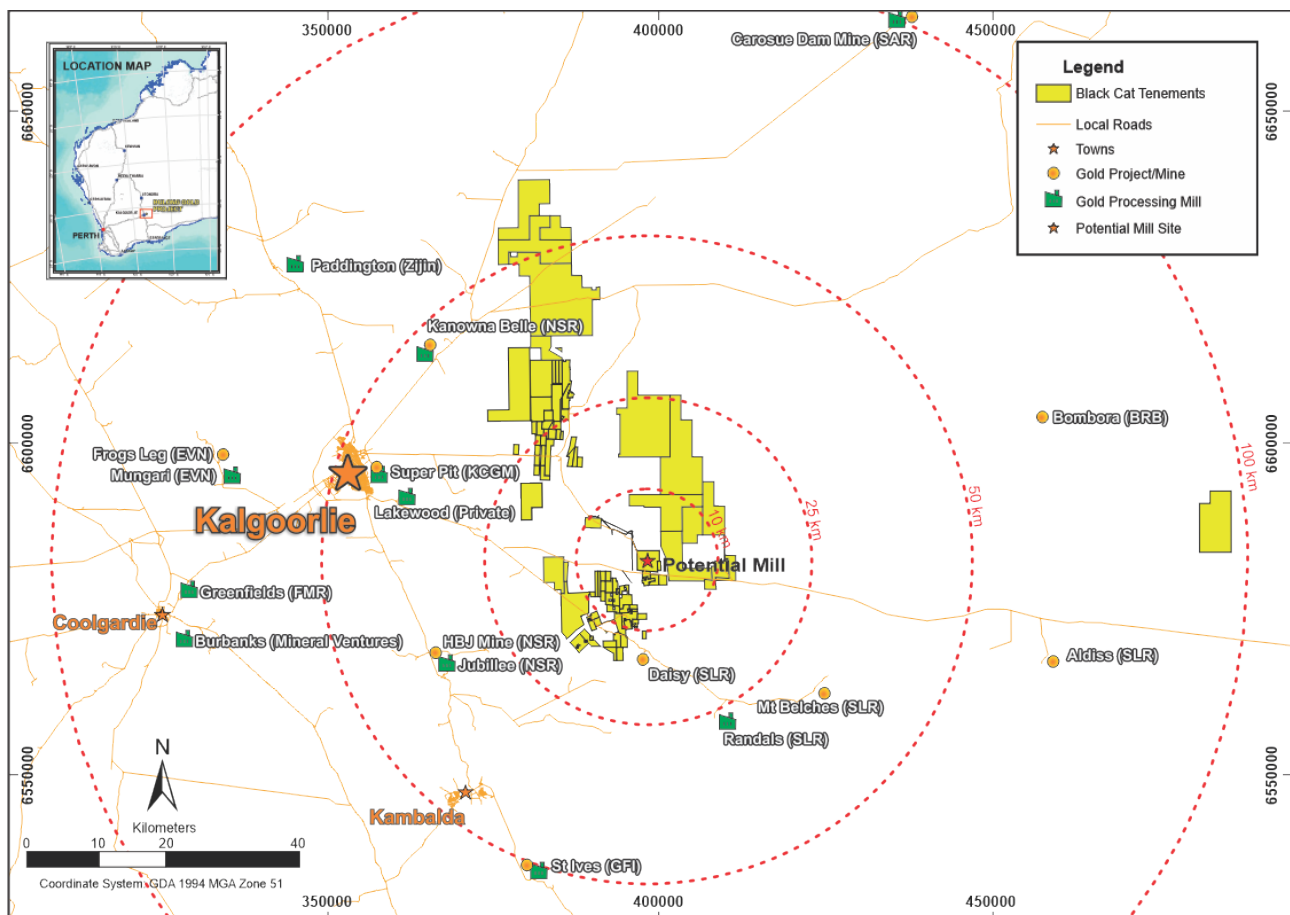 350000
400000
450000
Carosue Dam Mine (SAR)
LOCATION MAP
PERTH
Legend
Black Cat Tenements
Local Roads
Towns
Gold Project/Mine
Gold Processing Mill
Potential Mill Site
6650000
6650000
Paddington (Zijin)
Kanowna Belle (NSR)
Bombora (BRB)
6600000
6600000
Frogs Leg (EVN)
Mungari (EVN)
Super Pit (KCGM)
Lakewood (Private)
Kalgoorlie
10 km
25 km
50 km
100 km
Potential Mill
Greenfields (FMR)
Coolgardie
Burbanks (Mineral Ventures)
HBJ Mine (NSR)
Jubillee (NSR)
Daisy (SLR)
Aldiss (SLR)
Mt Belches (SLR)
Randals (SLR)
6550000
6550000
N
Kambalda
Kilometers
0 10 20 40
St Ives (GFI)
Coordinate System: GDA 1994 MGA Zone 51
350000
400000
450000